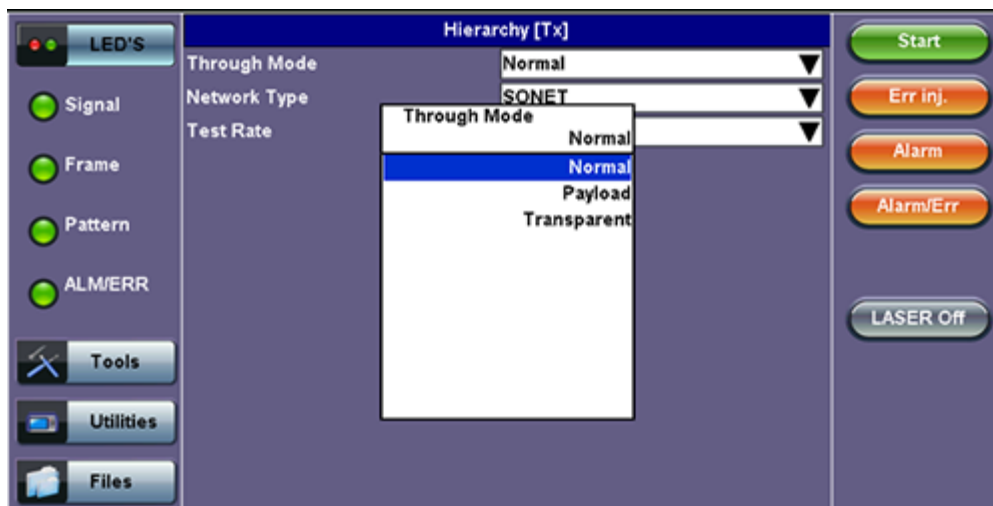 LED'S
Signal
Frame
Pattern
ALM/ERR
Tools
Utilities
Files
Hierarchy [Tx]
Through Mode Normal
Network Type SONET
Test Rate
Through Mode
Normal
Normal
Payload
Transparent
Start
Err inj.
Alarm
Alarm/Err
LASER Off